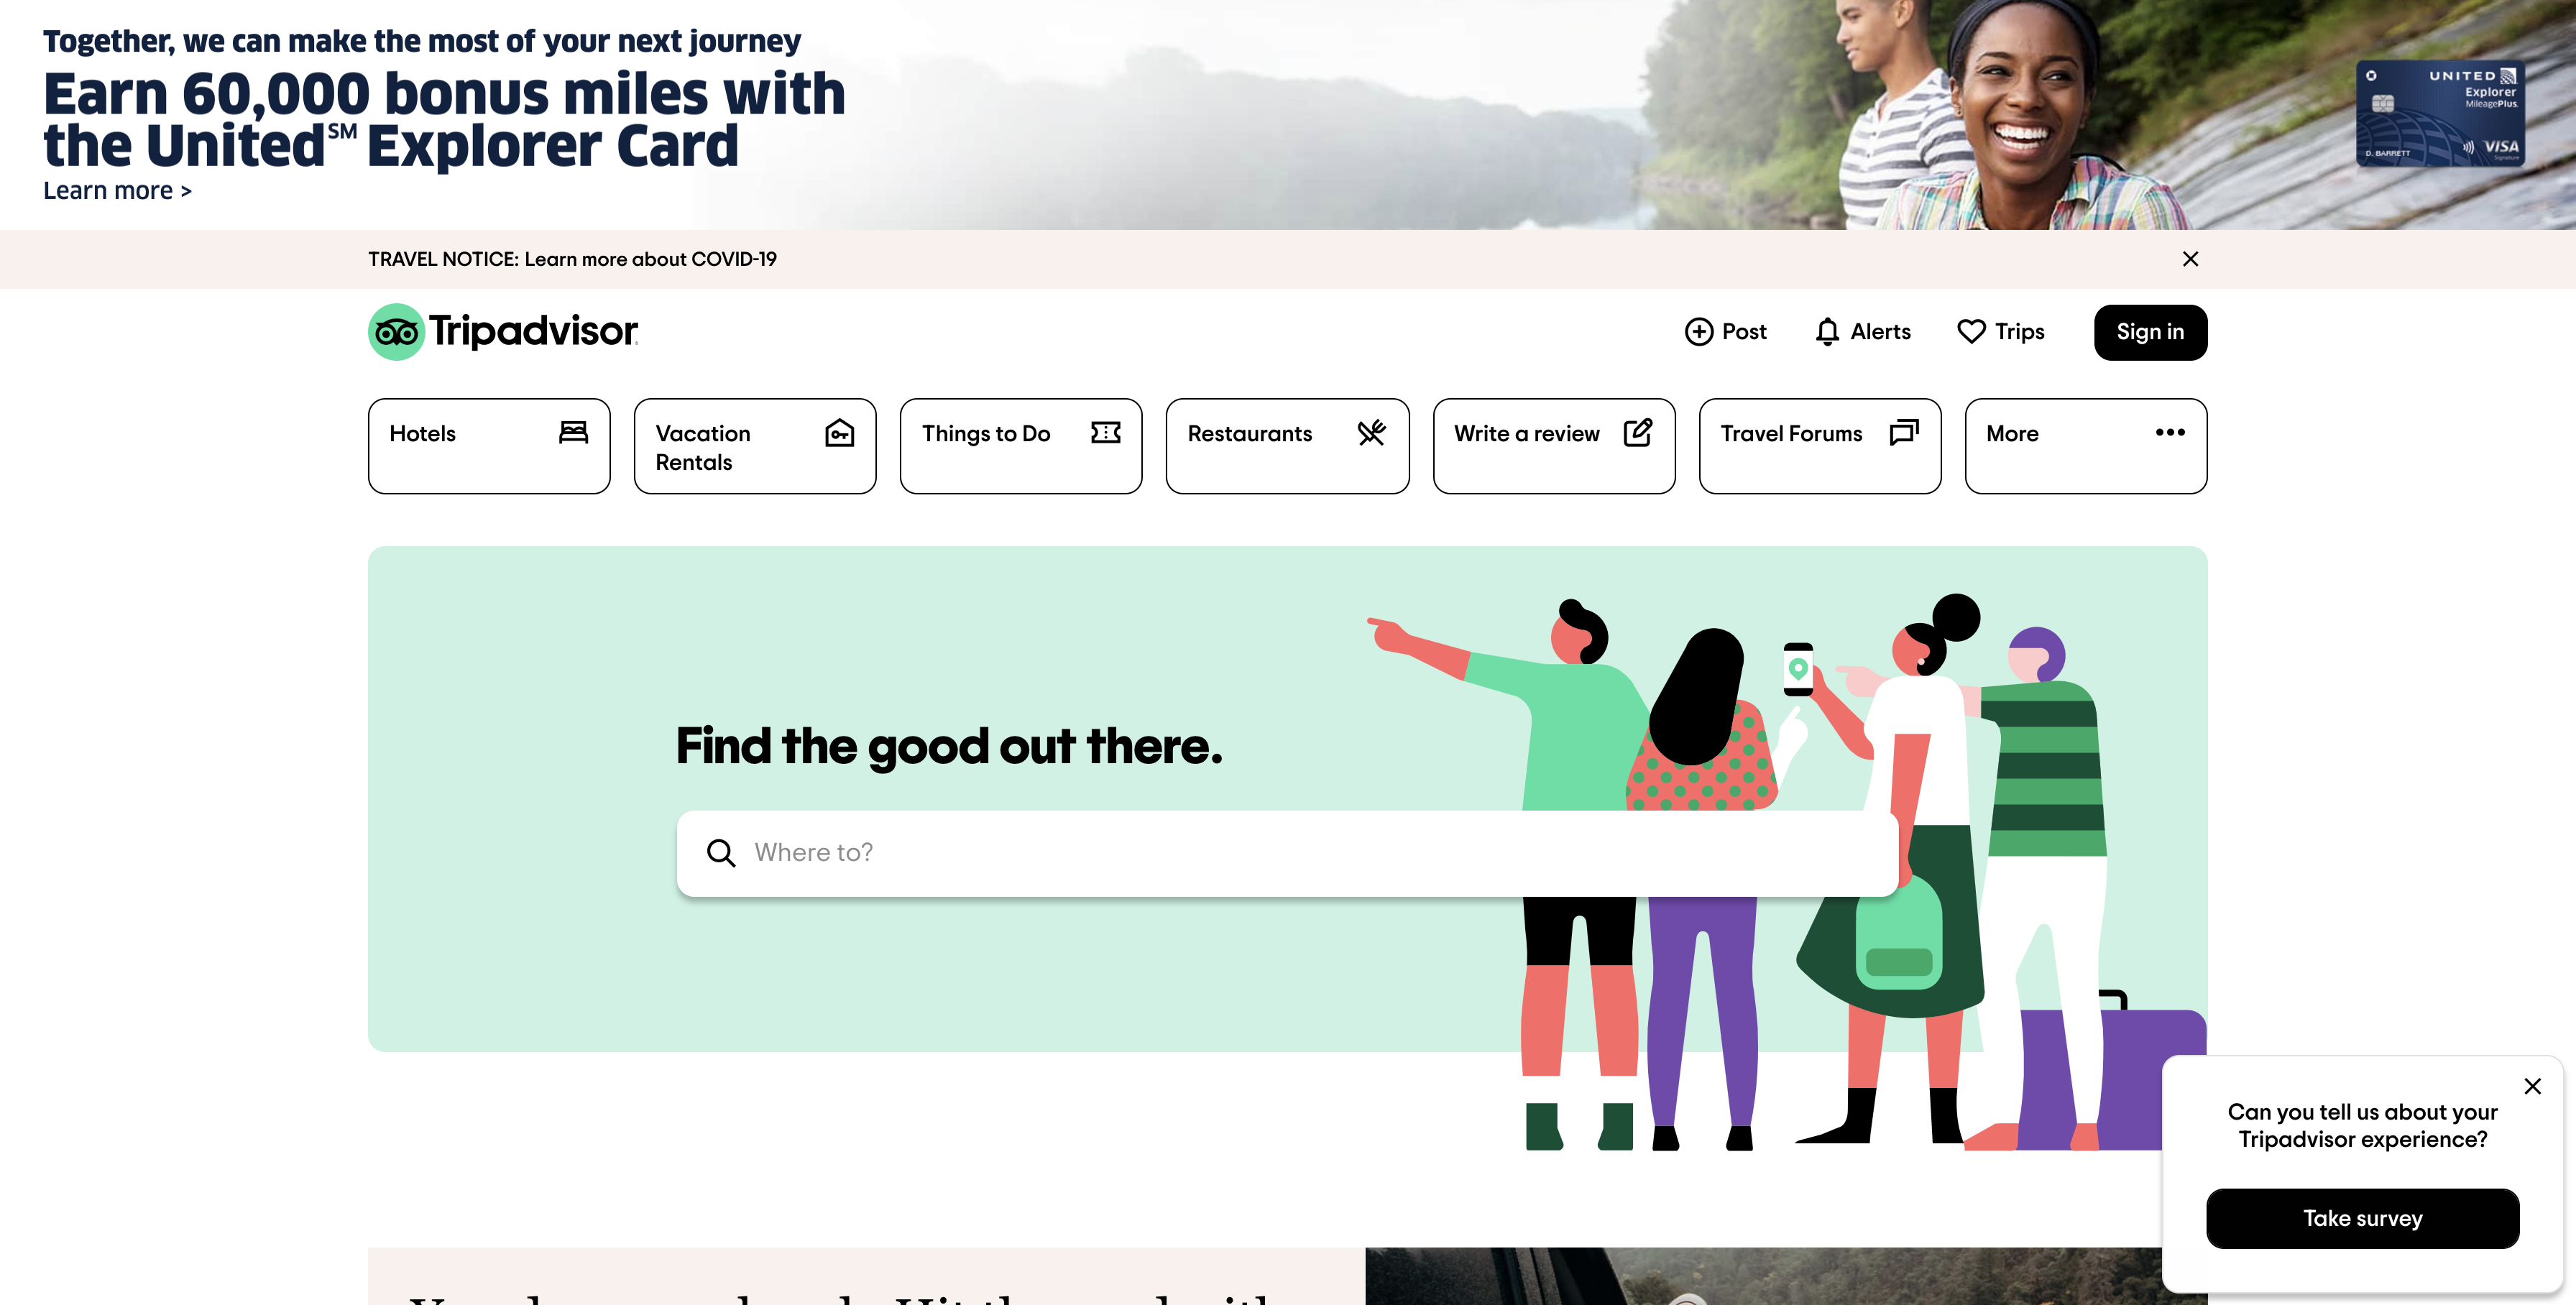 Together, we can make the most of your next journey
Earn 60,000 bonus miles with
the United℠ Explorer Card
Learn more >
UNITED
Explorer
MileagePlus
D. BARRETT
VISA
Signature
TRAVEL NOTICE: Learn more about COVID-19
Tripadvisor
Post
Alerts
Trips
Sign in
Hotels
Vacation
Rentals
Things to Do
Restaurants
Write a review
Travel Forums
More
Find the good out there.
Where to?
Can you tell us about your
Tripadvisor experience?
Take survey